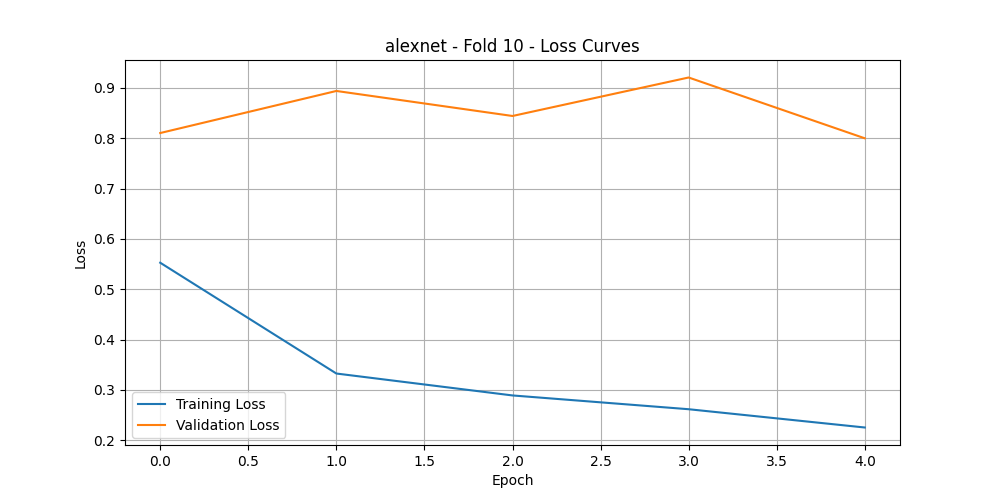 alexnet - Fold 10 - Loss Curves
Loss
0.9
0.8
0.7
0.6
0.5
0.4
0.3
0.2
Training Loss
Validation Loss
0.0 0.5 1.0 1.5 2.0 2.5 3.0 3.5 4.0
Epoch